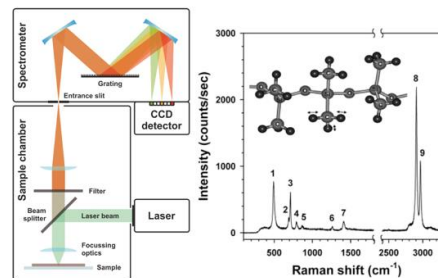 Spectrometer
Grating
Entrance slit
CCD
detector
Sample chamber
Filter
Beam
splitter
Laser beam
Laser
Focussing
optics
Sample
Intensity (counts/sec)
3000
2000
1000
0
1
2
3
4
5
6
7
8
9
500
1000
1500
2500
3000
Raman shift (cm⁻¹)